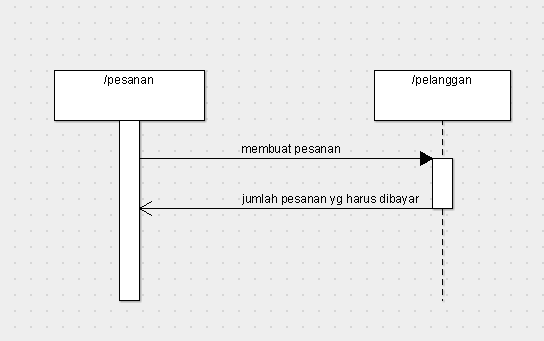 /pesanan
/pelanggan
membuat pesanan
jumlah pesanan yg harus dibayar